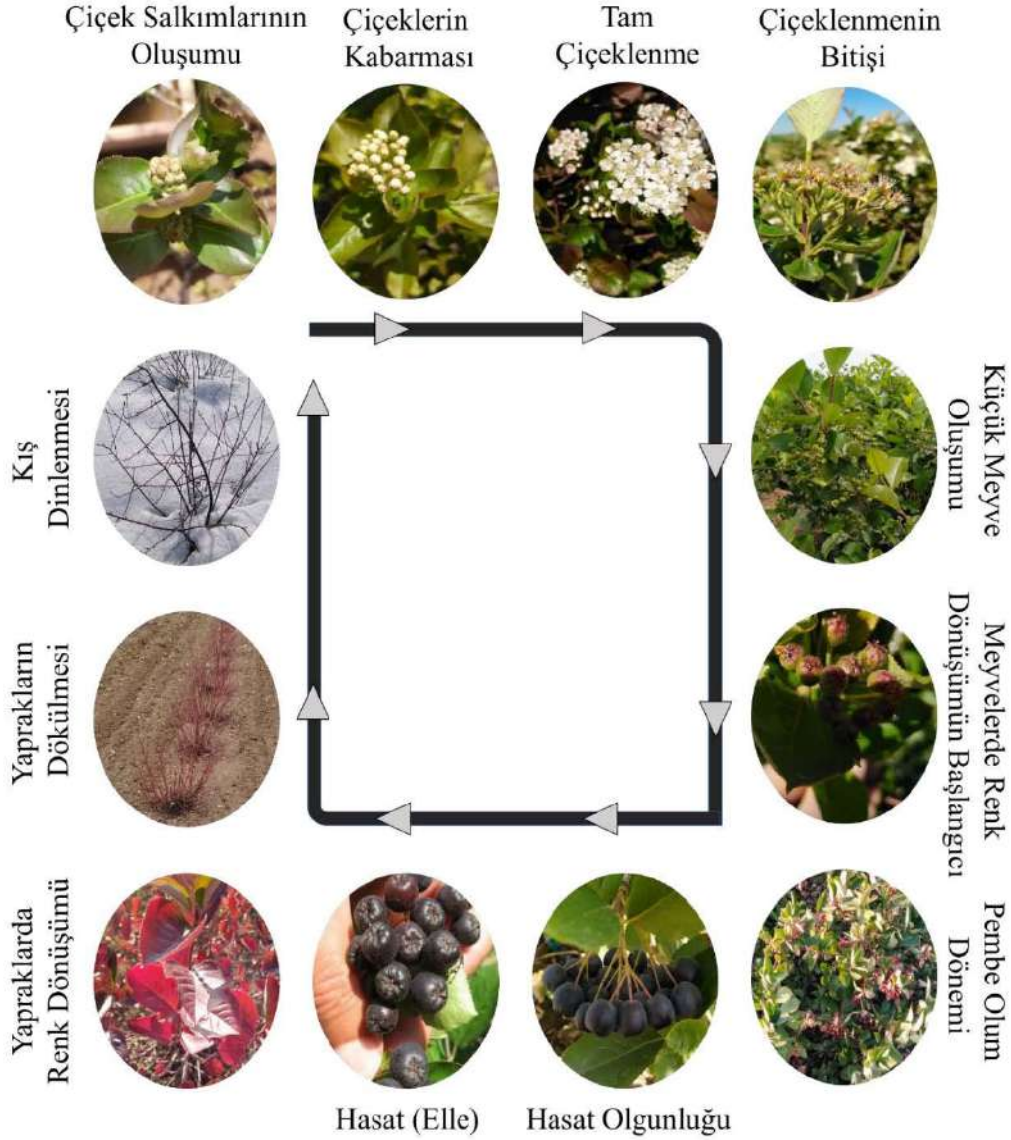 Çiçek Salkımlarının
Oluşumu
Çiçeklerin
Kabarması
Tam
Çiçeklenme
Çiçeklenmenin
Bitişi
Küçük Meyve
Oluşumu
Meyvelerde Renk
Dönüşümün Başlangıcı
Pembe Olum
Dönemi
Hasat Olgunluğu
Hasat (Elle)
Yapraklarda
Renk Dönüşümü
Yaprakların
Dökülmesi
Kış
Dinlenmesi